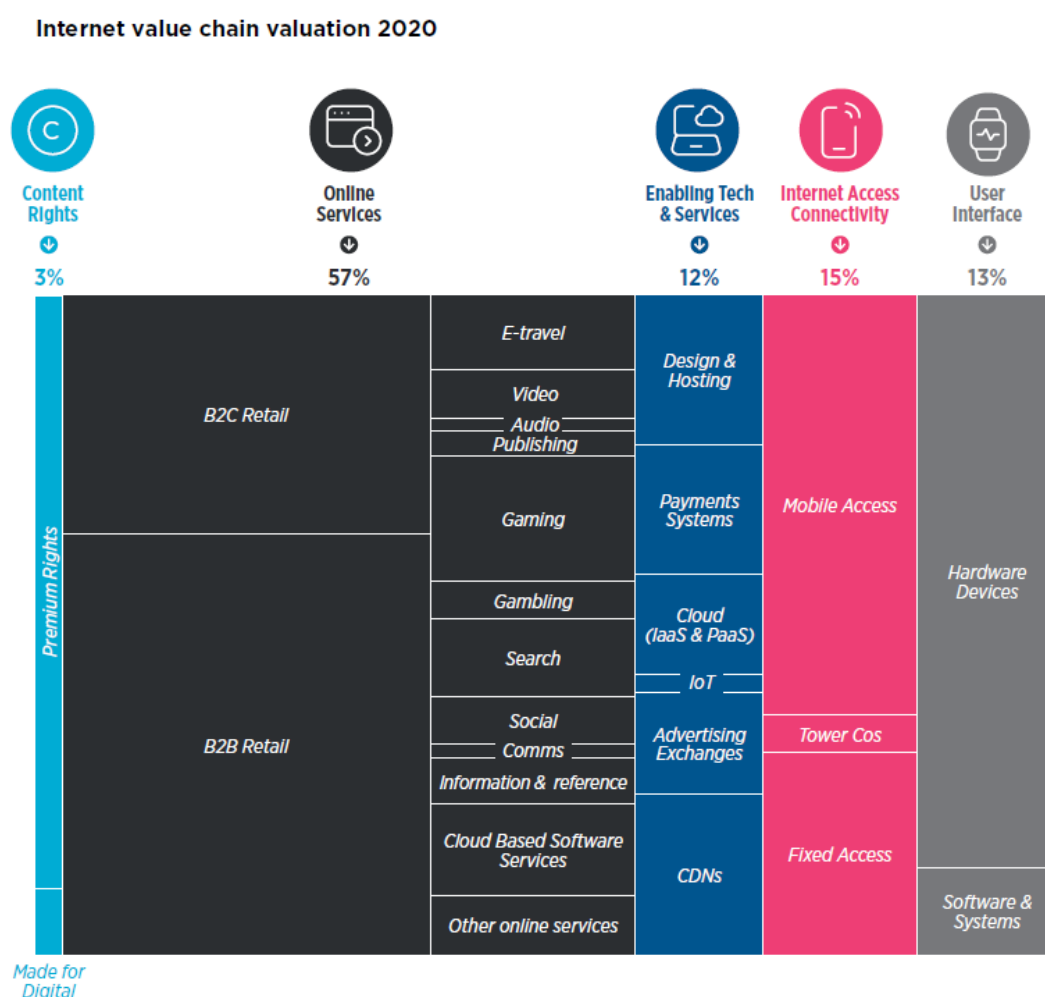 Internet value chain valuation 2020
C
Content
Rights
3%
Online
Services
57%
Enabling Tech
& Services
12%
Internet Access
Connectivity
15%
User
Interface
13%
Premium Rights
Made for
Digital
B2C Retail
B2B Retail
E-travel
Video
Audio
Publishing
Gaming
Gambling
Search
Social
Comms
Information & reference
Cloud Based Software
Services
Other online services
Design &
Hosting
Payments
Systems
Cloud
(IaaS & PaaS)
IoT
Advertising
Exchanges
CDNs
Mobile Access
Tower Cos
Fixed Access
Hardware
Devices
Software &
Systems